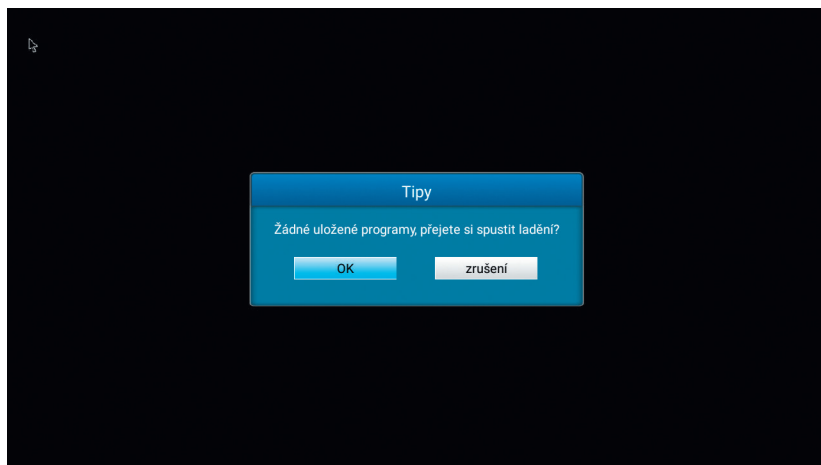 Tipy
Žádné uložené programy, přejete si spustit ladění?
OK
zrušení